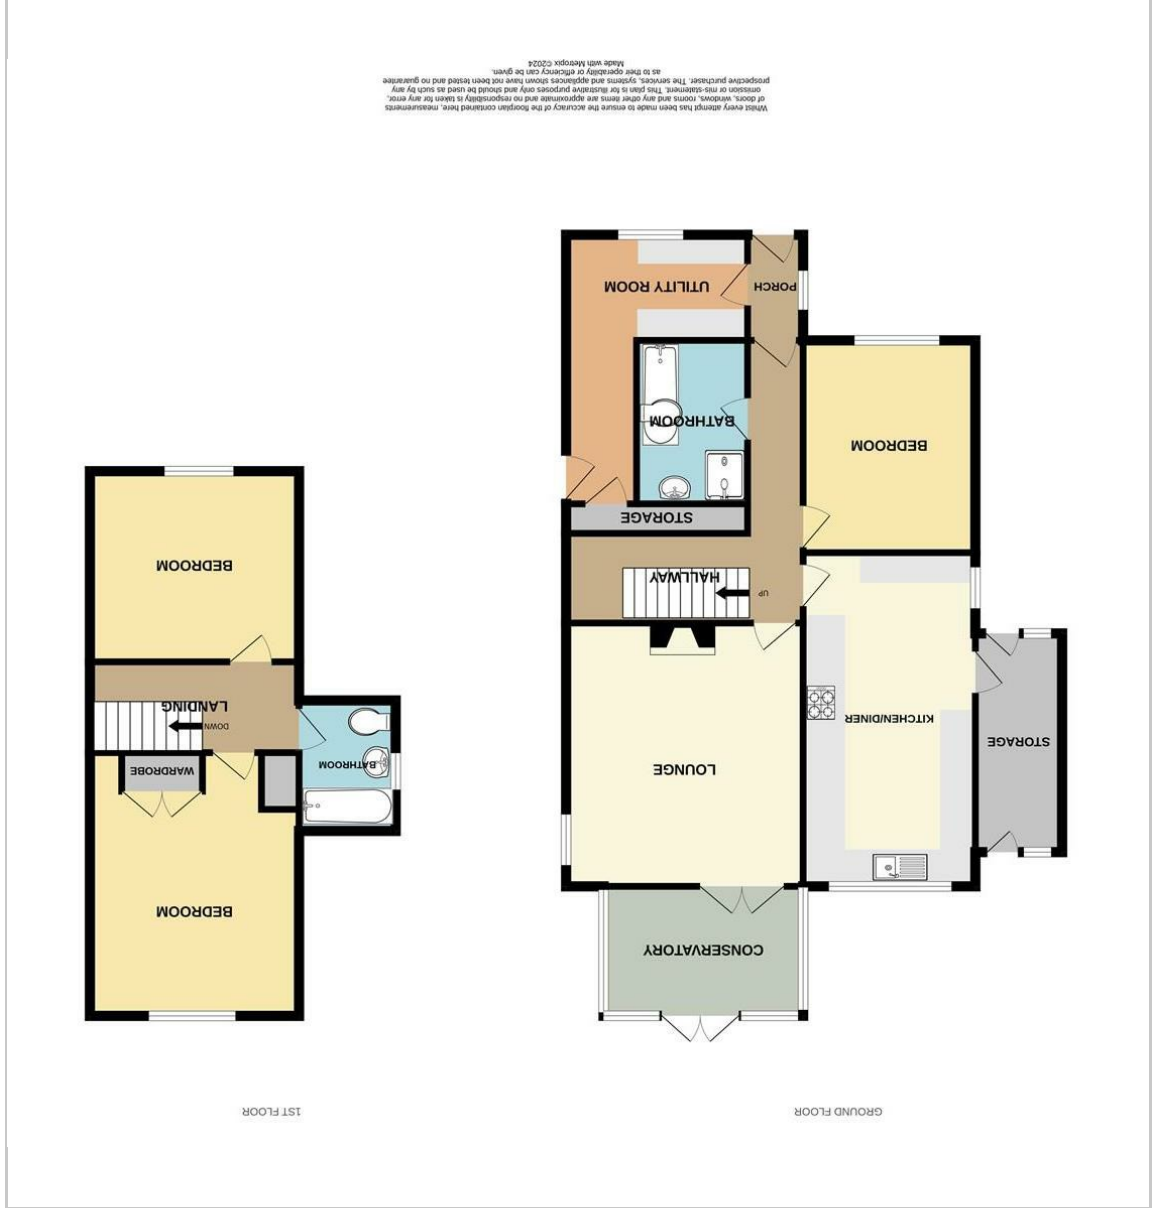 GROUND FLOOR
1ST FLOOR
CONSERVATORY
BEDROOM
LOUNGE
KITCHEN/DINER
STORAGE
WARDROBE
BATHROOM
DOWN
LANDING
UP
HALLWAY
BEDROOM
STORAGE
BATHROOM
BEDROOM
UTILITY ROOM
PORCH
Whilst every attempt has been made to ensure the accuracy of the floorplan contained here, measurements
of doors, windows, rooms and any other items are approximate and no responsibility is taken for any error,
omission or mis-statement. This plan is for illustrative purposes only and should be used as such by any
prospective purchaser. The services, systems and appliances shown have not been tested and no guarantee
as to their operability or efficiency can be given.
Made with Metropix ©2024